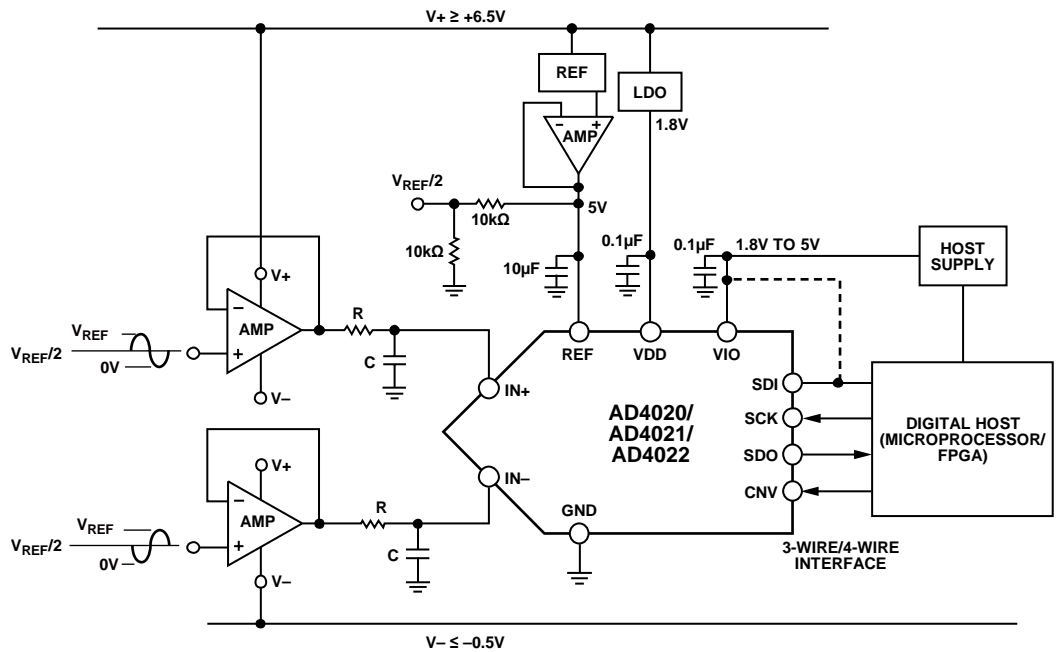 V+ ≥ +6.5V
REF
LDO
AMP
– +
1.8V
VREF/2
10kΩ
5V
10kΩ
10µF
0.1µF
0.1µF
1.8V TO 5V
HOST
SUPPLY
V+
–
AMP
+
V–
R
C
VREF
VREF/2
0V
REF
VDD
VIO
IN+
IN–
GND
AD4020/
AD4021/
AD4022
SDI
SCK
SDO
CNV
DIGITAL HOST
(MICROPROCESSOR/
FPGA)
3-WIRE/4-WIRE
INTERFACE
V+
–
AMP
+
V–
R
C
VREF
VREF/2
0V
V– ≤ –0.5V